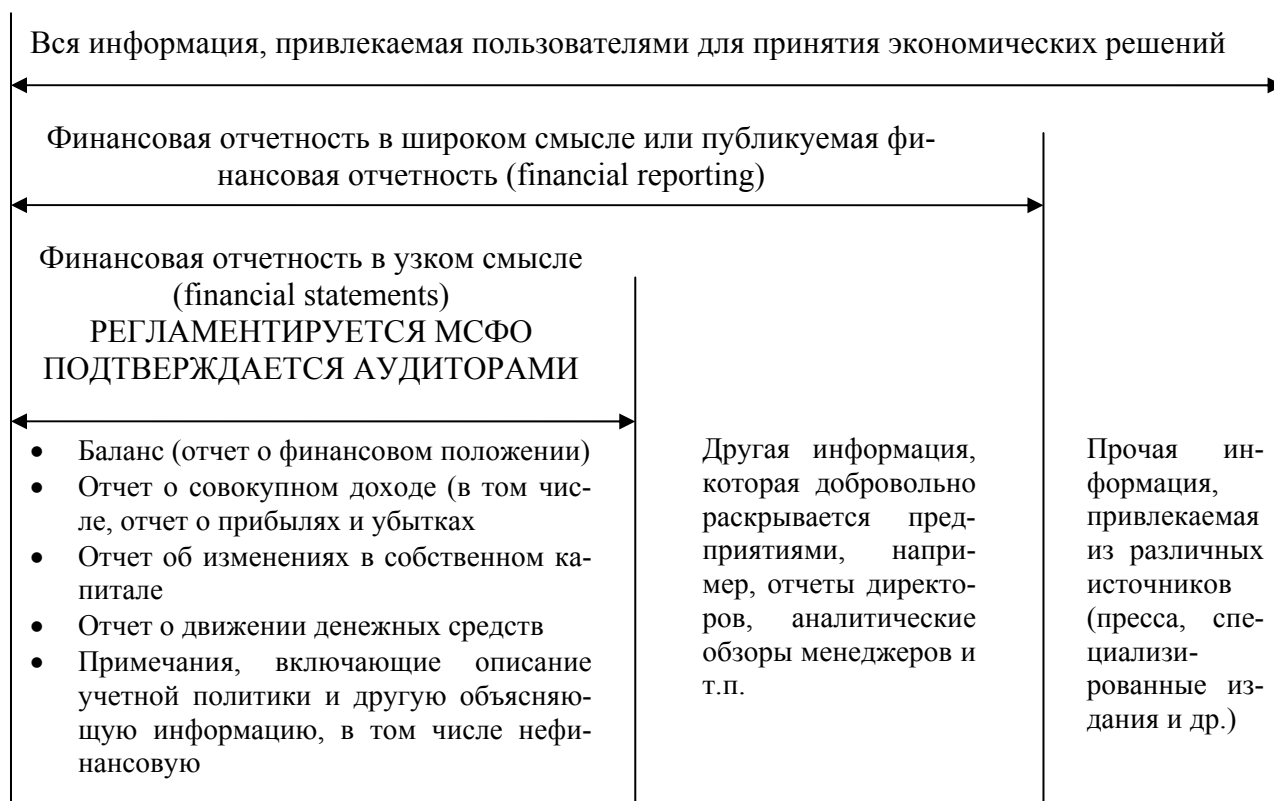 Вся информация, привлекаемая пользователями для принятия экономических решений
Финансовая отчетность в широком смысле или публикуемая фи-
нансовая отчетность (financial reporting)
Финансовая отчетность в узком смысле
(financial statements)
РЕГЛАМЕНТИРУЕТСЯ МСФО
ПОДТВЕРЖДАЕТСЯ АУДИТОРАМИ
• Баланс (отчет о финансовом положении)
• Отчет о совокупном доходе (в том чис-
ле, отчет о прибылях и убытках
• Отчет об изменениях в собственном ка-
питале
• Отчет о движении денежных средств
• Примечания, включающие описание
учетной политики и другую объясняю-
щую информацию, в том числе нефи-
нансовую
Другая информация,
которая добровольно
раскрывается пред-
приятиями, напри-
мер, отчеты директо-
ров, аналитические
обзоры менеджеров и
т.п.
Прочая ин-
формация,
привлекаемая
из различных
источников
(пресса, спе-
циализи-
рованные из-
дания и др.)